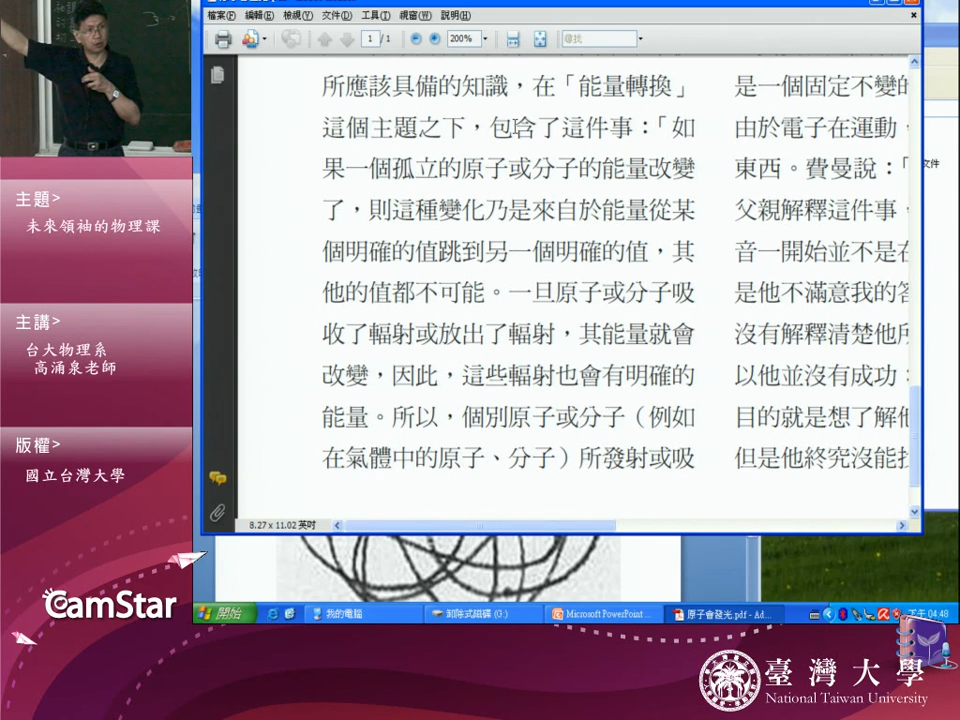 檔案(F) 編輯(E) 檢視(V) 文件(D) 工具(T) 視窗(W) 說明(H)
1 / 1
200%
尋找
所應該具備的知識，在「能量轉換」
這個主題之下，包含了這件事：「如
果一個孤立的原子或分子的能量改變
了，則這種變化乃是來自於能量從某
個明確的值跳到另一個明確的值，其
他的值都不可能。一旦原子或分子吸
收了輻射或放出了輻射，其能量就會
改變，因此，這些輻射也會有明確的
能量。所以，個別原子或分子（例如
在氣體中的原子、分子）所發射或吸
是一個固定不變的
由於電子在運動，
東西。費曼說：「
父親解釋這件事，
音一開始並不是在
是他不滿意我的答
沒有解釋清楚他所
以他並沒有成功：
目的就是想了解他
但是他終究沒能找
文件
8.27 x 11.02 英吋
主題>
未來領袖的物理課
主講>
台大物理系
高涌泉老師
版權>
國立台灣大學
CamStar
開始
我的電腦
卸除式磁碟 (G:)
Microsoft PowerPoint ...
原子會發光.pdf - Ad...
下午 04:48
臺灣大學
National Taiwan University